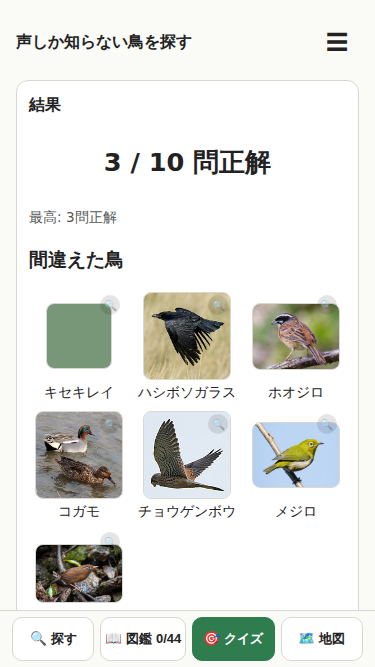 声しか知らない鳥を探す
結果
3 / 10 問正解
最高: 3問正解
間違えた鳥
キセキレイ
ハシボソガラス
ホオジロ
コガモ
チョウゲンボウ
メジロ
探す
図鑑 0/44
クイズ
地図